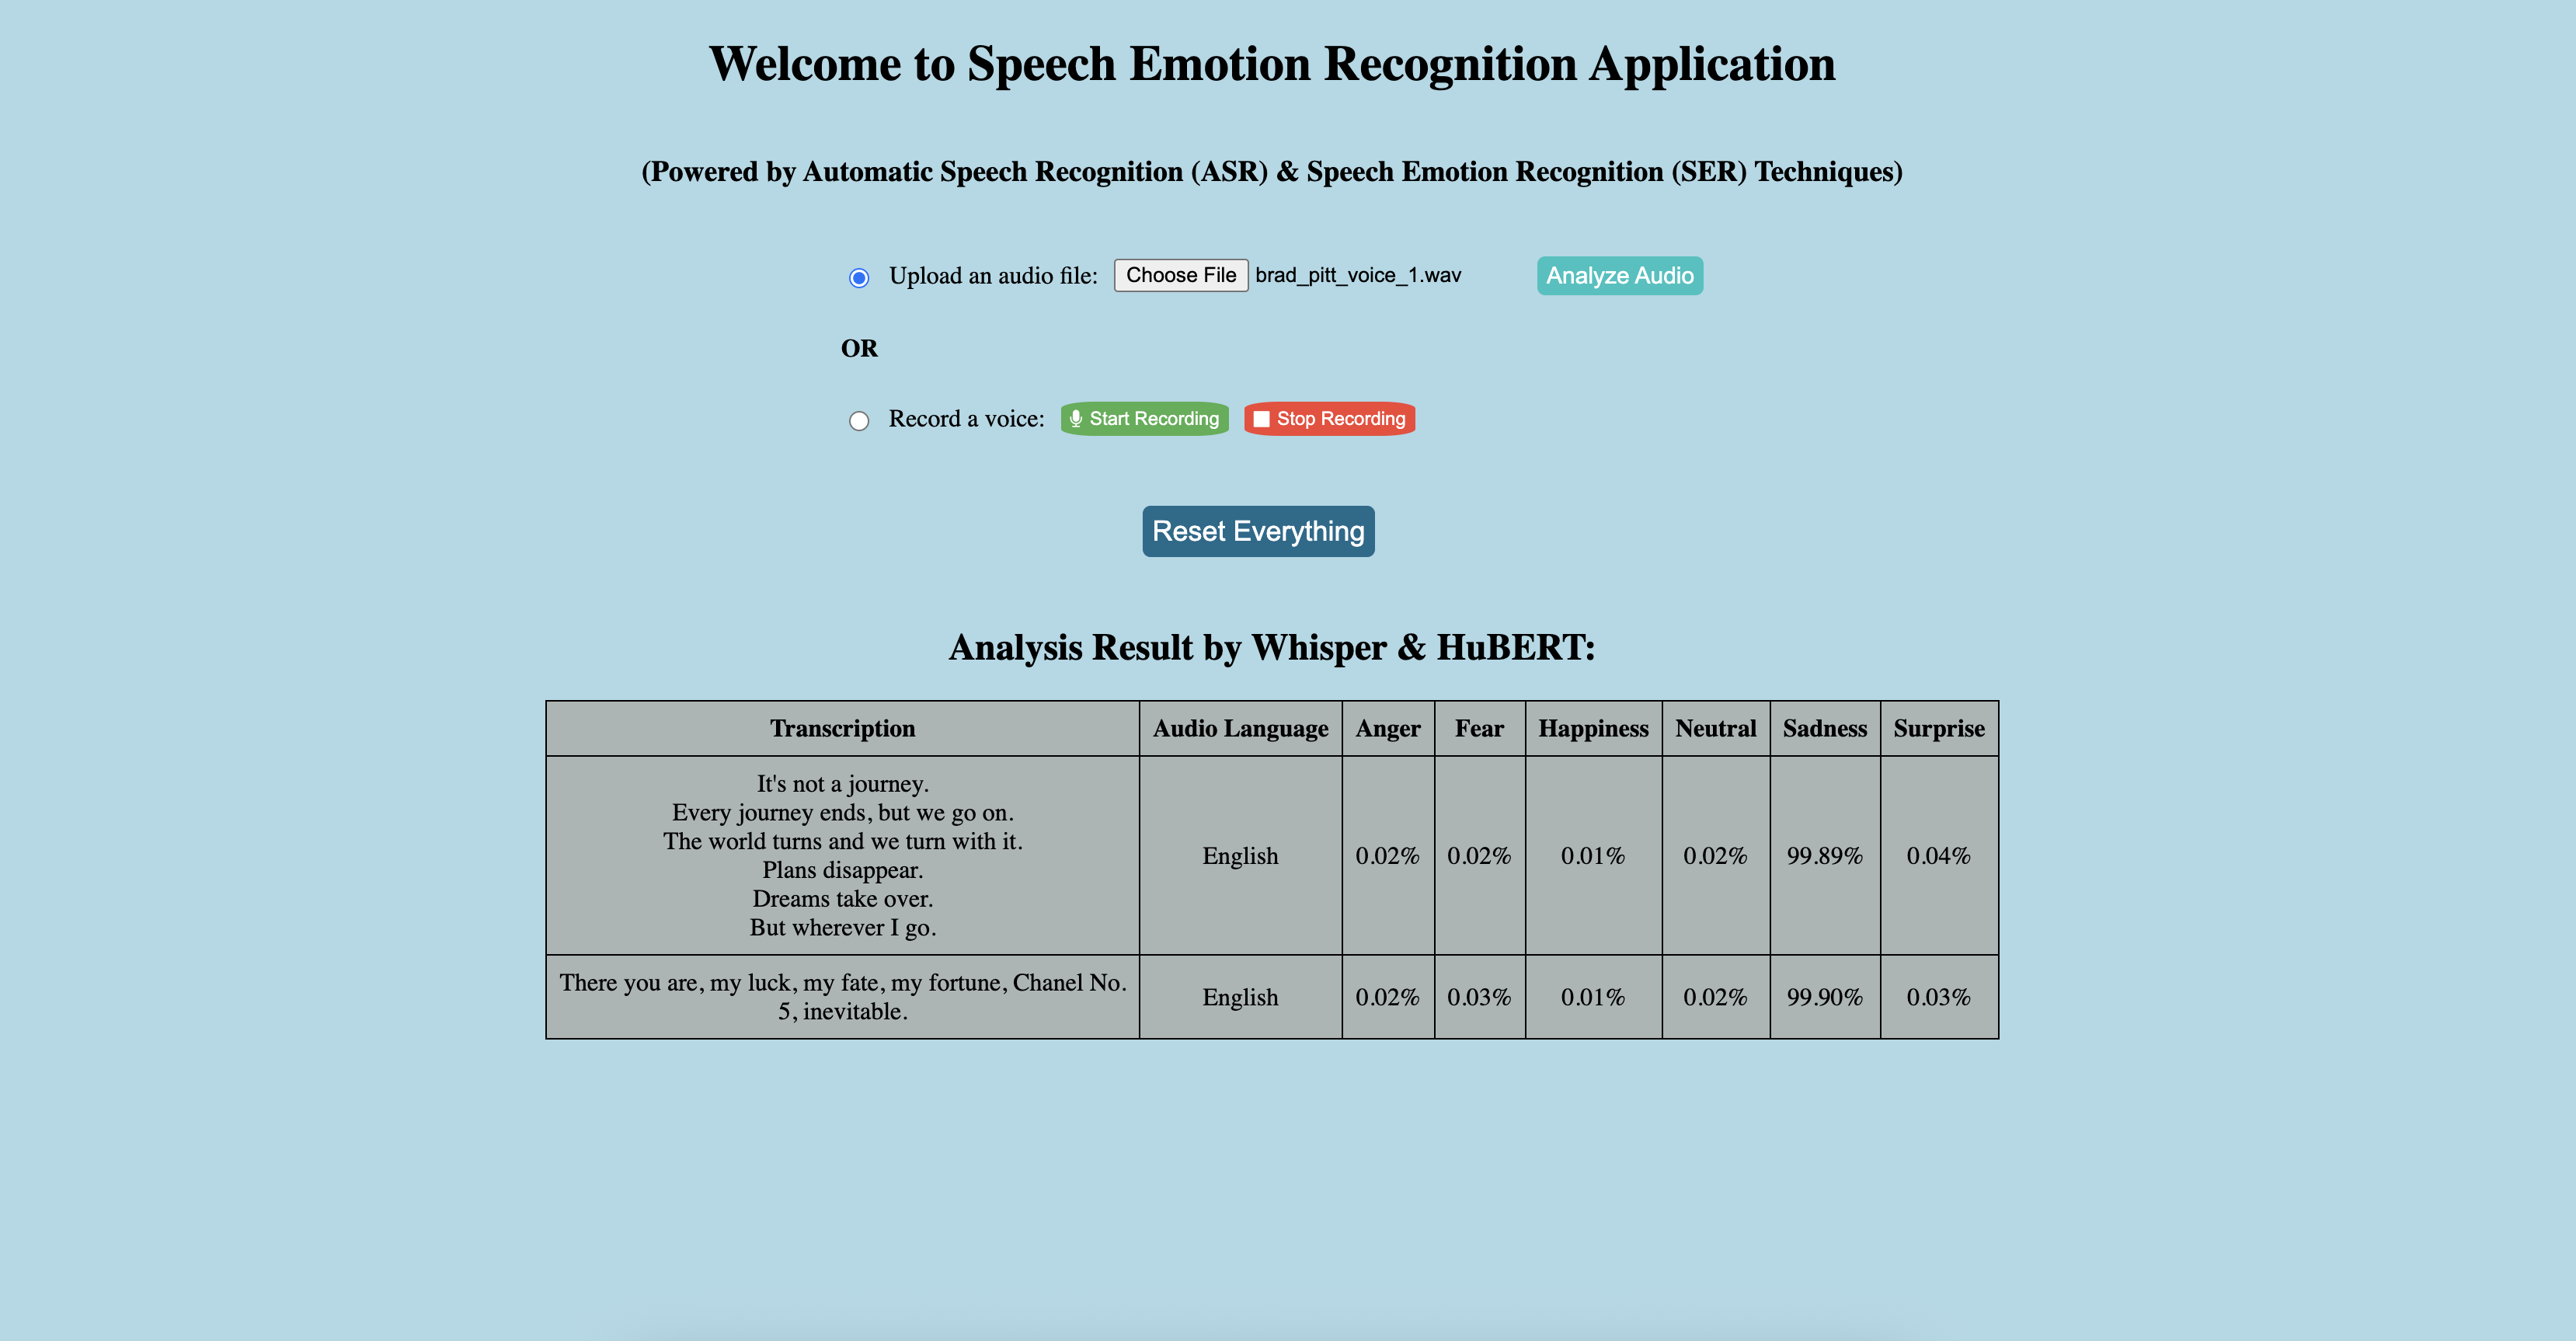 Welcome to Speech Emotion Recognition Application
(Powered by Automatic Speech Recognition (ASR) & Speech Emotion Recognition (SER) Techniques)
Upload an audio file: Choose File brad_pitt_voice_1.wav Analyze Audio
OR
Record a voice: Start Recording Stop Recording
Reset Everything
Analysis Result by Whisper & HuBERT:
Transcription Audio Language Anger Fear Happiness Neutral Sadness Surprise
It's not a journey.
Every journey ends, but we go on.
The world turns and we turn with it.
Plans disappear.
Dreams take over.
But wherever I go.
English 0.02% 0.02% 0.01% 0.02% 99.89% 0.04%
There you are, my luck, my fate, my fortune, Chanel No.
5, inevitable.
English 0.02% 0.03% 0.01% 0.02% 99.90% 0.03%